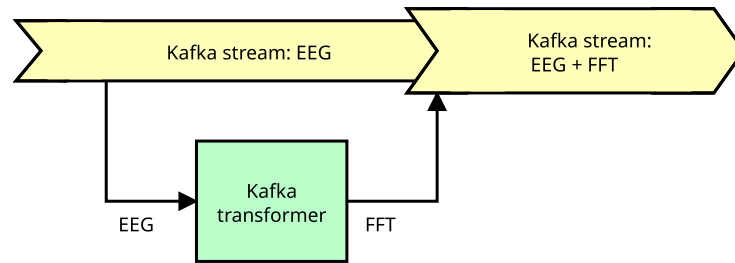 Kafka stream: EEG
Kafka stream:
EEG + FFT
Kafka
transformer
EEG
FFT